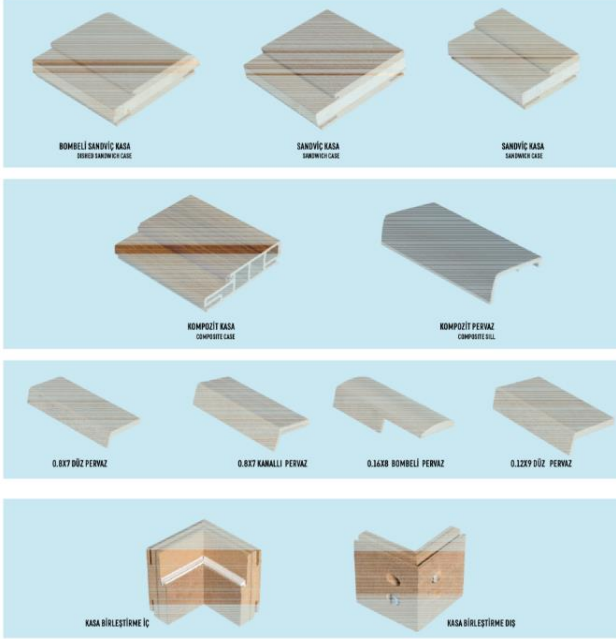 BOMBELİ SANDVİÇ KASA
DISHED SANDWICH CASE
SANDVİÇ KASA
SANDWICH CASE
SANDVİÇ KASA
SANDWICH CASE
KOMPOZİT KASA
COMPOSITE CASE
KOMPOZİT PERVAZ
COMPOSITE SILL
0.8X7 DÜZ PERVAZ
0.8X7 KANALLI PERVAZ
0.16X8 BOMBELİ PERVAZ
0.12X9 DÜZ PERVAZ
KASA BİRLEŞTİRME İÇ
KASA BİRLEŞTİRME DIŞ